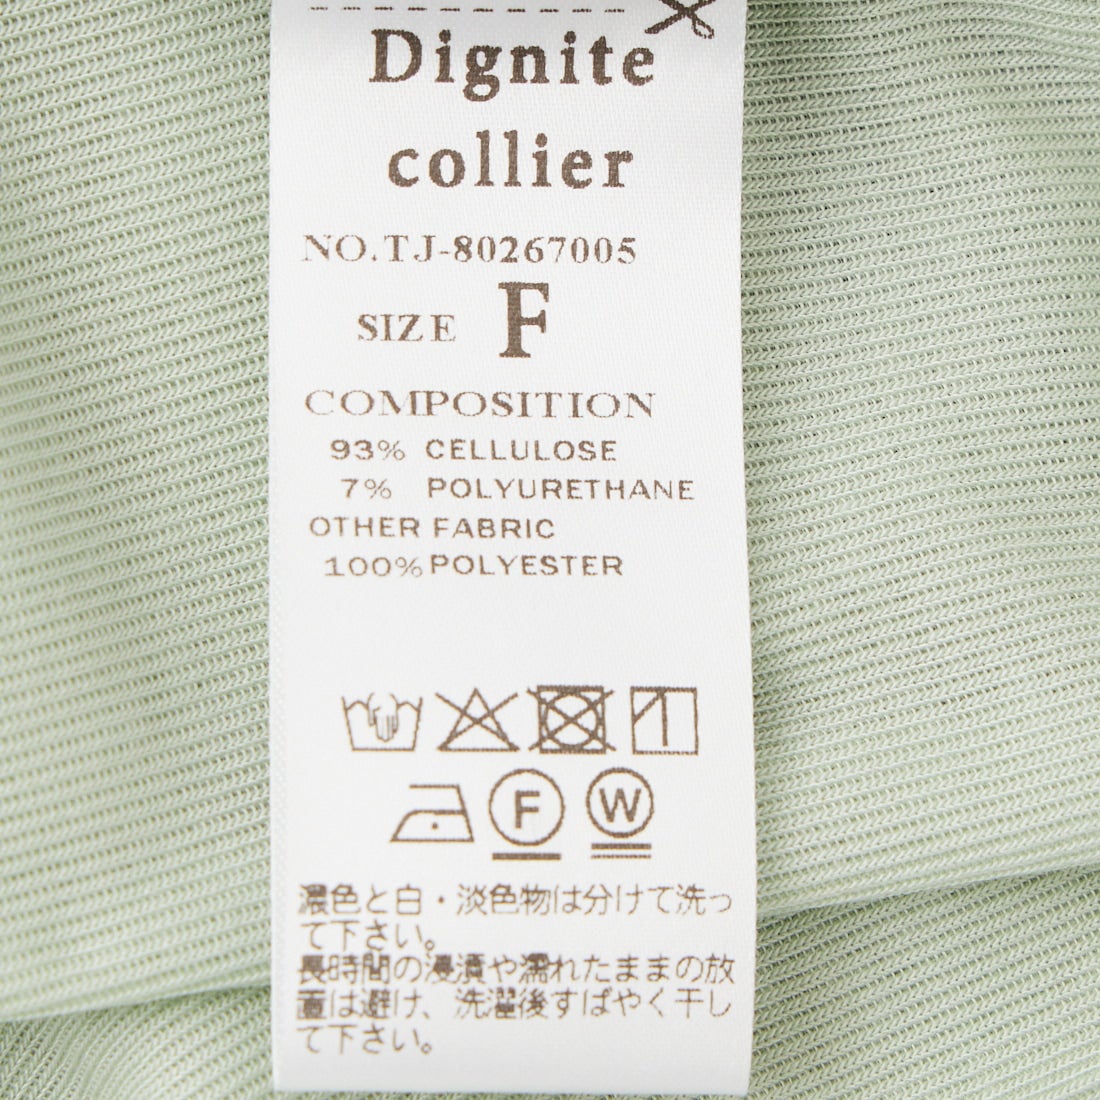 Dignite
collier
NO.TJ-80267005
SIZE F
COMPOSITION
93% CELLULOSE
7% POLYURETHANE
OTHER FABRIC
100% POLYESTER
F W
濃色と白・淡色物は分けて洗っ
て下さい。
長時間の浸漬や濡れたままの放
置は避け、洗濯後すばやく干し
て下さい。